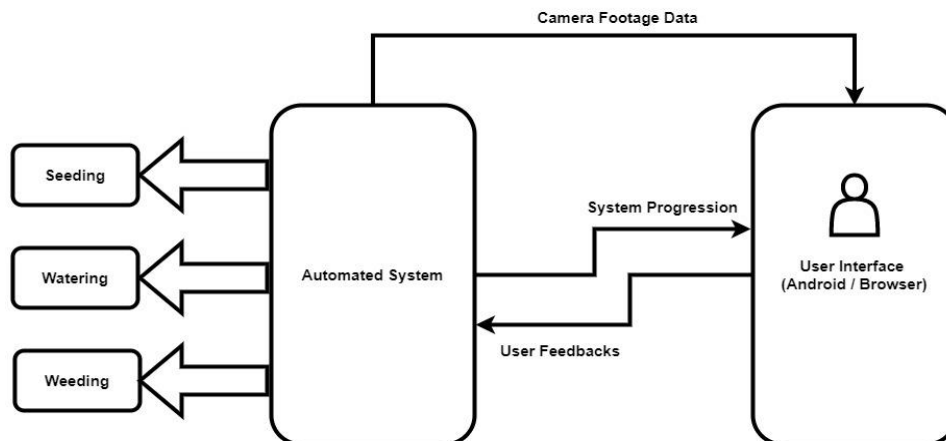 Camera Footage Data
Seeding
System Progression
Watering
Automated System
User Interface
(Android / Browser)
User Feedbacks
Weeding